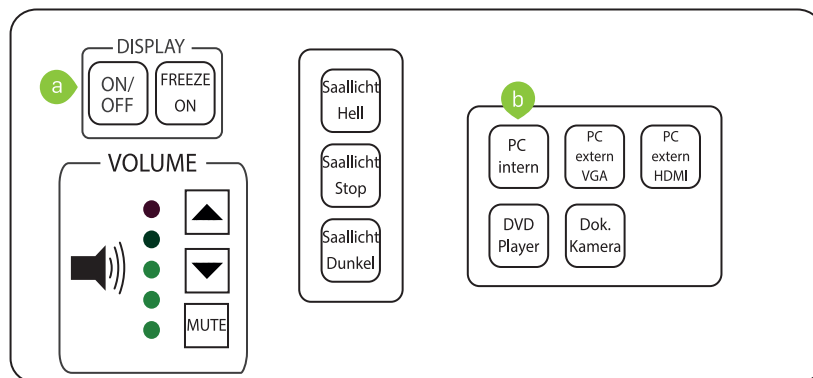 DISPLAY
a
ON/
OFF
FREEZE
ON
VOLUME
MUTE
Saallicht
Hell
Saallicht
Stop
Saallicht
Dunkel
b
PC
intern
PC
extern
VGA
PC
extern
HDMI
DVD
Player
Dok.
Kamera